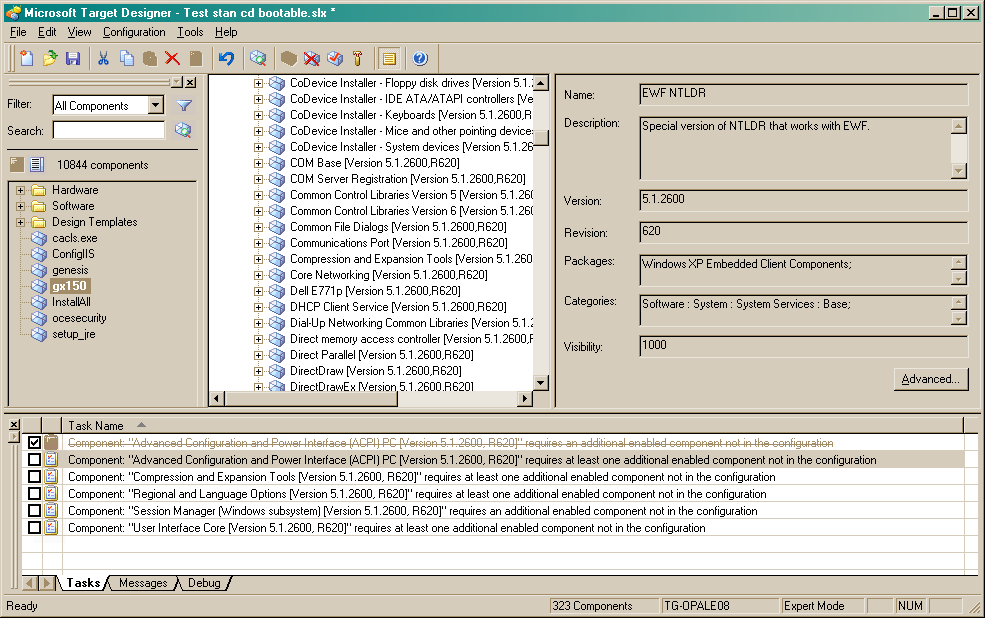 Microsoft Target Designer - Test stan cd bootable.slx *
File Edit View Configuration Tools Help
Filter: All Components
Search:
10844 components
Hardware
Software
Design Templates
cacls.exe
ConfigIIS
genesis
gx150
InstallAll
ocesecurity
setup_jre
CoDevice Installer - Floppy disk drives [Version 5.1.
CoDevice Installer - IDE ATA/ATAPI controllers [Ve
CoDevice Installer - Keyboards [Version 5.1.2600,R
CoDevice Installer - Mice and other pointing devices
CoDevice Installer - System devices [Version 5.1.26
COM Base [Version 5.1.2600,R620]
COM Server Registration [Version 5.1.2600,R620]
Common Control Libraries Version 5 [Version 5.1.26
Common Control Libraries Version 6 [Version 5.1.26
Common File Dialogs [Version 5.1.2600,R620]
Communications Port [Version 5.1.2600,R620]
Compression and Expansion Tools [Version 5.1.260
Core Networking [Version 5.1.2600,R620]
Dell E771p [Version 5.1.2600,R620]
DHCP Client Service [Version 5.1.2600,R620]
Dial-Up Networking Common Libraries [Version 5.1.2
Direct memory access controller [Version 5.1.2600,F
Direct Parallel [Version 5.1.2600,R620]
DirectDraw [Version 5.1.2600,R620]
DirectDrawEx [Version 5.1.2600,R620]
Name: EWF NTLDR
Description: Special version of NTLDR that works with EWF.
Version: 5.1.2600
Revision: 620
Packages: Windows XP Embedded Client Components;
Categories: Software : System : System Services : Base;
Visibility: 1000
Advanced...
Task Name
Component: "Advanced Configuration and Power Interface (ACPI) PC [Version 5.1.2600, R620]" requires an additional enabled component not in the configuration
Component: "Advanced Configuration and Power Interface (ACPI) PC [Version 5.1.2600, R620]" requires at least one additional enabled component not in the configuration
Component: "Compression and Expansion Tools [Version 5.1.2600, R620]" requires at least one additional enabled component not in the configuration
Component: "Regional and Language Options [Version 5.1.2600, R620]" requires at least one additional enabled component not in the configuration
Component: "Session Manager (Windows subsystem) [Version 5.1.2600, R620]" requires an additional enabled component not in the configuration
Component: "User Interface Core [Version 5.1.2600, R620]" requires at least one additional enabled component not in the configuration
Tasks Messages Debug
Ready 323 Components TG-OPALE08 Expert Mode NUM